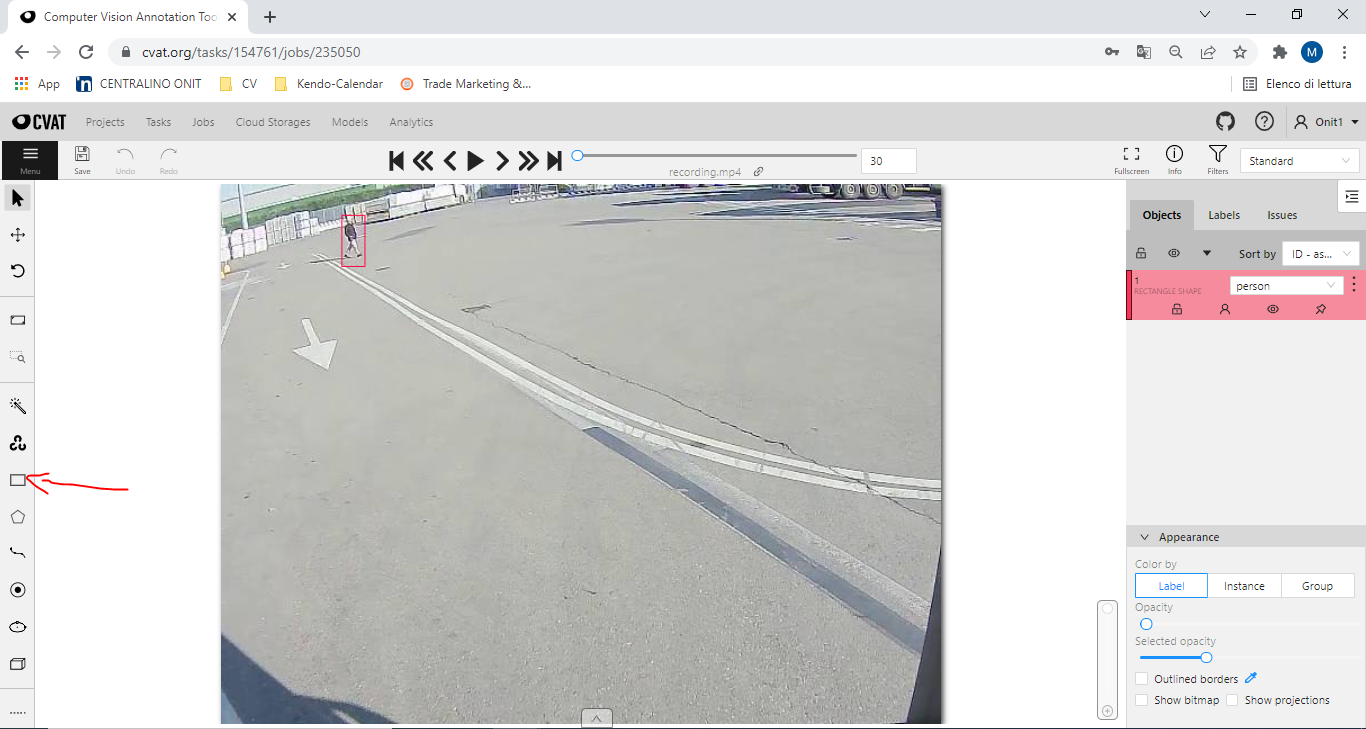 Computer Vision Annotation Too
cvat.org/tasks/154761/jobs/235050
M
App
CENTRALINO ONIT
CV
Kendo-Calendar
Trade Marketing &...
Elenco di lettura
CVAT
Projects
Tasks
Jobs
Cloud Storages
Models
Analytics
Onit1
Menu
Save
Undo
Redo
recording.mp4
30
Fullscreen
Info
Filters
Standard
Objects
Labels
Issues
Sort by
ID - as...
1
RECTANGLE SHAPE
person
Appearance
Color by
Label
Instance
Group
Opacity
Selected opacity
Outlined borders
Show bitmap
Show projections